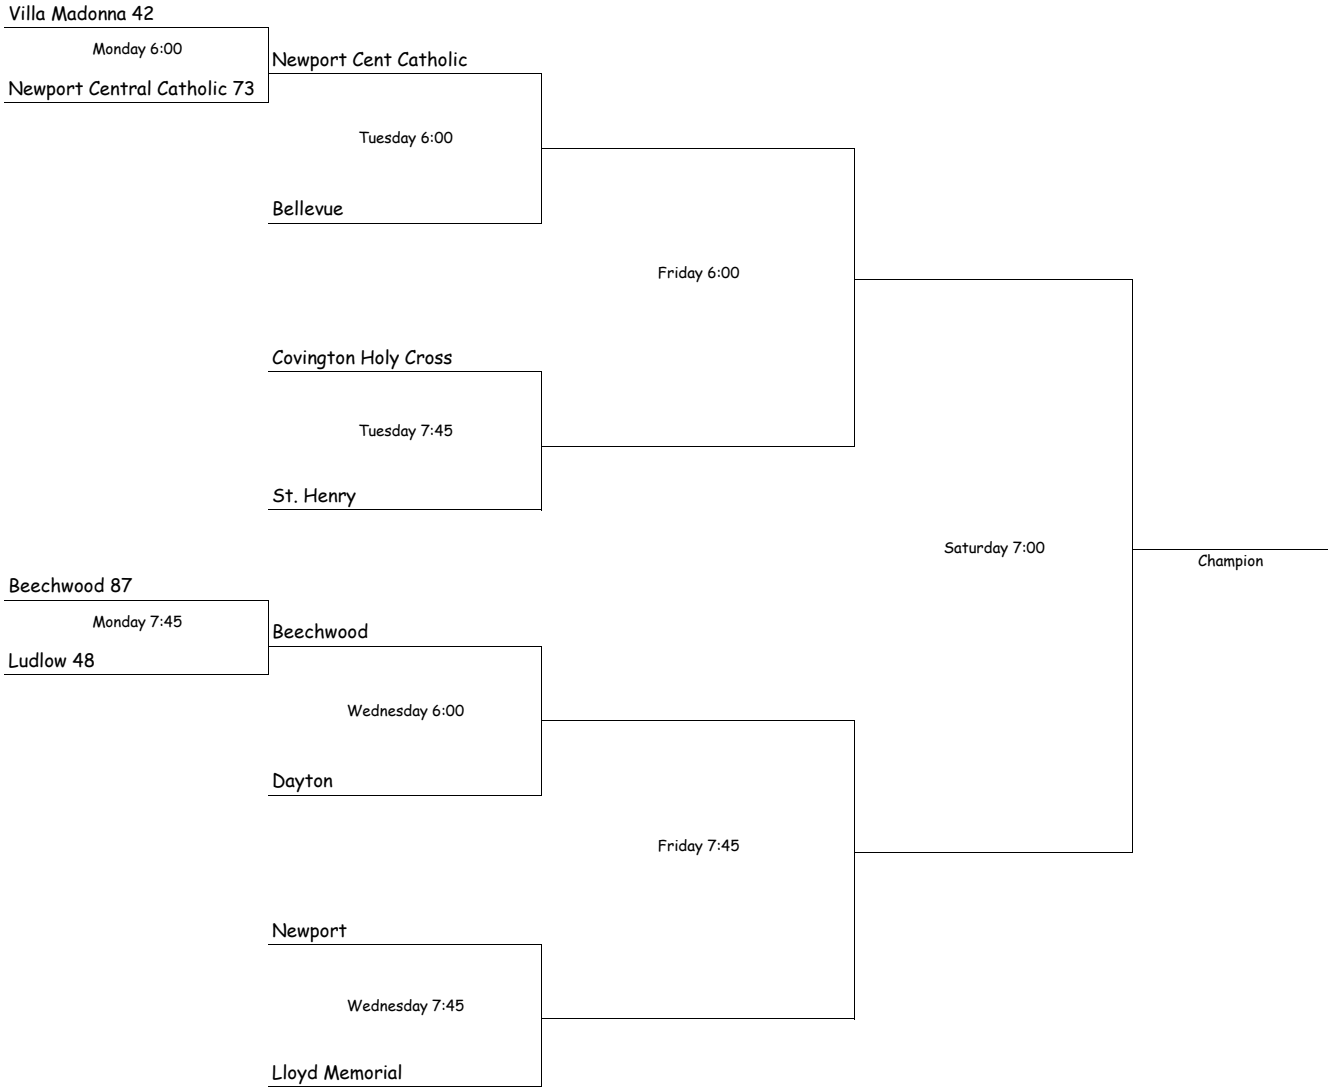 Villa Madonna 42
Monday 6:00
Newport Cent Catholic
Newport Central Catholic 73
Tuesday 6:00
Bellevue
Friday 6:00
Covington Holy Cross
Tuesday 7:45
St. Henry
Saturday 7:00
Champion
Beechwood 87
Monday 7:45
Beechwood
Ludlow 48
Wednesday 6:00
Dayton
Friday 7:45
Newport
Wednesday 7:45
Lloyd Memorial